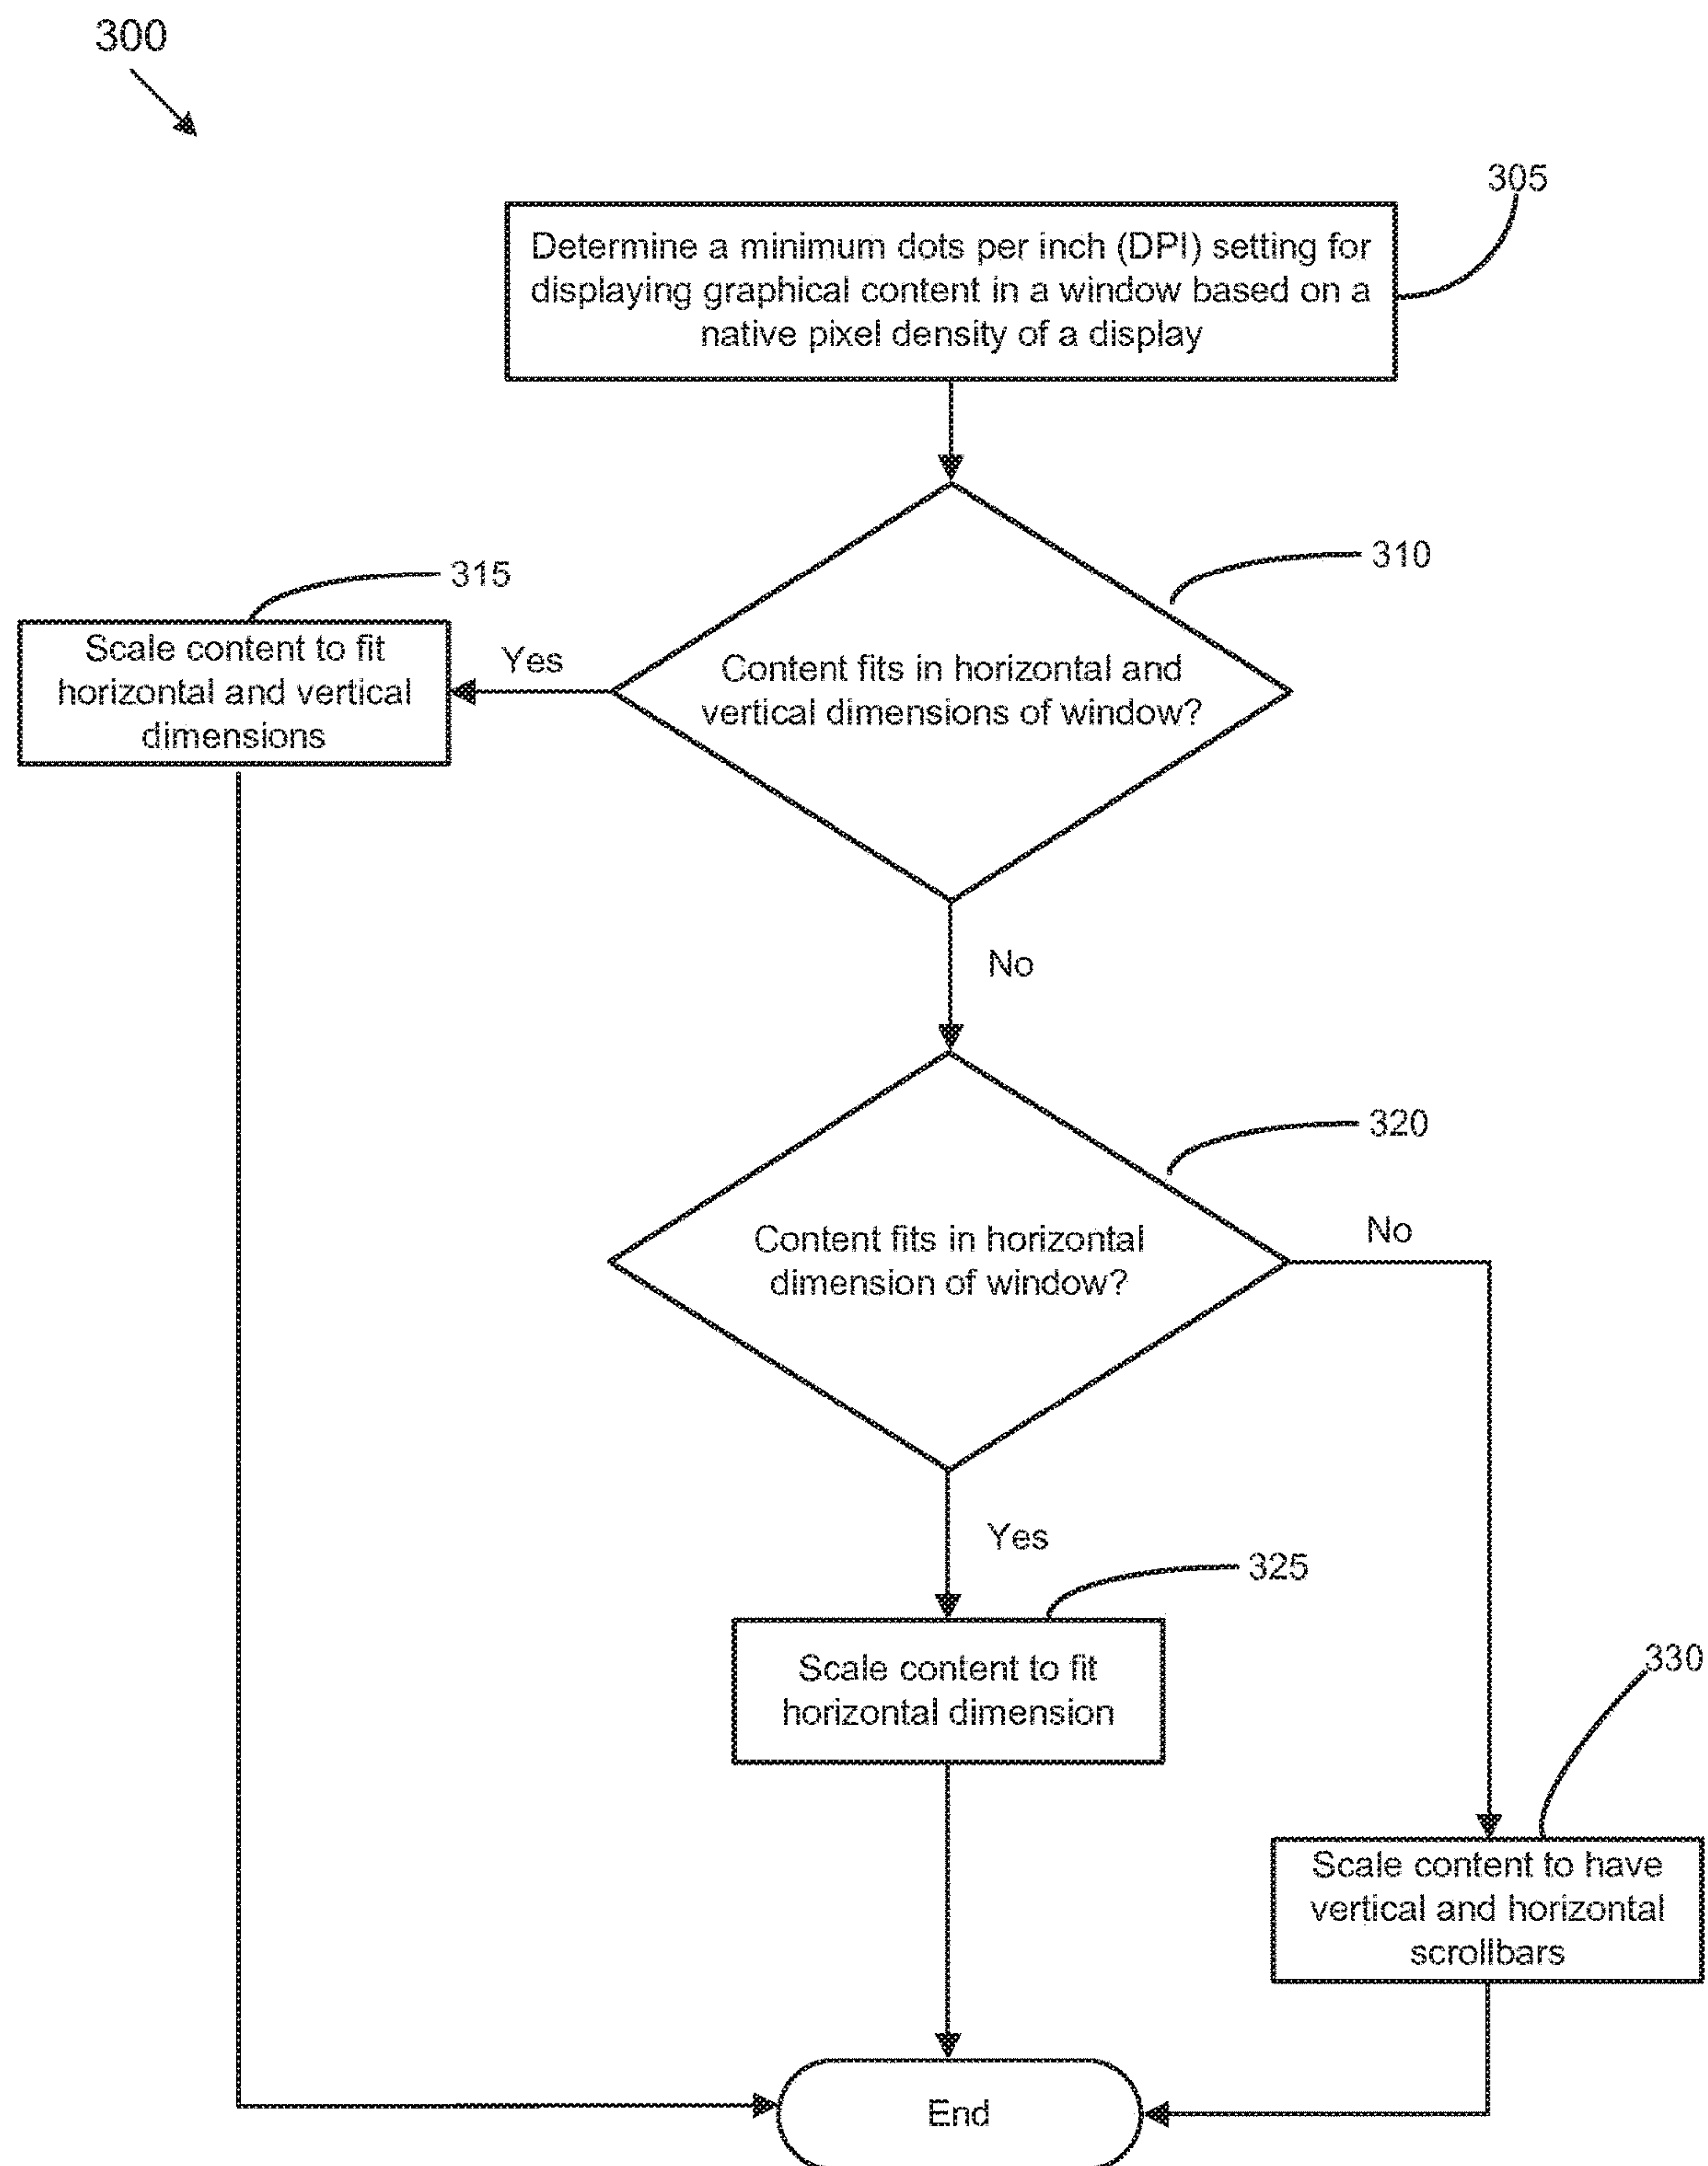 300
305
Determine a minimum dots per inch (DPI) setting for
displaying graphical content in a window based on a
native pixel density of a display
310
Content fits in horizontal and
vertical dimensions of window?
Yes
315
Scale content to fit
horizontal and vertical
dimensions
No
320
Content fits in horizontal
dimension of window?
No
Yes
325
Scale content to fit
horizontal dimension
330
Scale content to have
vertical and horizontal
scrollbars
End